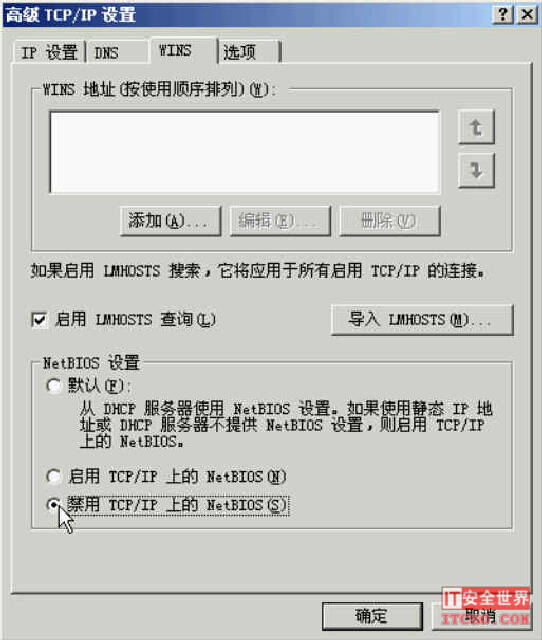 高级 TCP/IP 设置
IP 设置 DNS WINS 选项
WINS 地址(按使用顺序排列)(W):
添加(A)... 编辑(E)... 删除(V)
如果启用 LMHOSTS 搜索，它将应用于所有启用 TCP/IP 的连接。
启用 LMHOSTS 查询(L) 导入 LMHOSTS(M)...
NetBIOS 设置
默认(F):
从 DHCP 服务器使用 NetBIOS 设置。如果使用静态 IP 地
址或 DHCP 服务器不提供 NetBIOS 设置，则启用 TCP/IP
上的 NetBIOS。
启用 TCP/IP 上的 NetBIOS(N)
禁用 TCP/IP 上的 NetBIOS(S)
IT安全世界
确定 取消